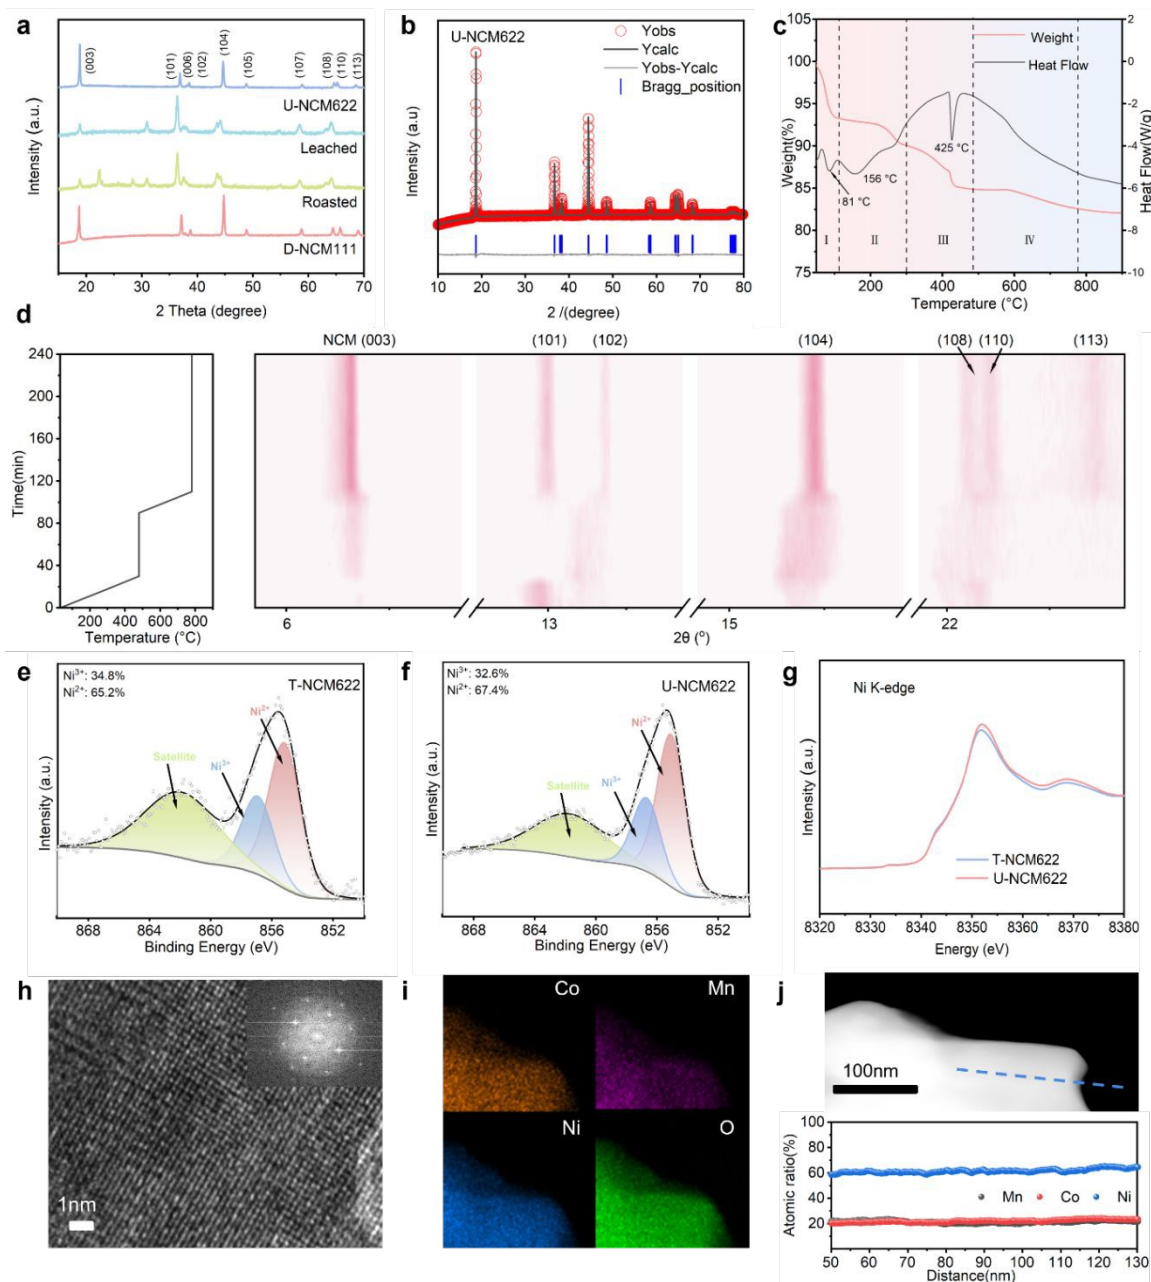 a
(003)
(101)
(006)
(102)
(104)
(105)
(107)
(108)
(110)
(113)
U-NCM622
Leached
Roasted
D-NCM111
Intensity (a.u.)
20 30 40 50 60 70
2 Theta (degree)
b
U-NCM622
Yobs
Ycalc
Yobs-Ycalc
Bragg_position
Intensity (a.u)
10 20 30 40 50 60 70 80
2 /(degree)
c
Weight
Heat Flow
105
100
95
90
85
80
75
Weight(%)
2
0
-2
-4
-6
-8
-10
Heat Flow(W/g)
425 °C
156 °C
81 °C
I II III IV
200 400 600 800
Temperature (°C)
d
240
200
160
120
80
40
0
Time(min)
200 400 600 800
Temperature (°C)
NCM (003) (101) (102) (104) (108) (110) (113)
6 13 15 22
2θ (°)
e
Ni3+: 34.8%
Ni2+: 65.2%
T-NCM622
Ni2+
Satellite
Ni3+
Intensity (a.u.)
868 864 860 856 852
Binding Energy (eV)
f
Ni3+: 32.6%
Ni2+: 67.4%
U-NCM622
Ni2+
Satellite
Ni3+
Intensity (a.u.)
868 864 860 856 852
Binding Energy (eV)
g
Ni K-edge
T-NCM622
U-NCM622
Intensity (a.u.)
8320 8330 8340 8350 8360 8370 8380
Energy (eV)
h
1nm
i
Co
Mn
Ni
O
j
100nm
100
80
60
40
20
Atomic ratio(%)
Mn Co Ni
50 60 70 80 90 100 110 120 130
Distance(nm)